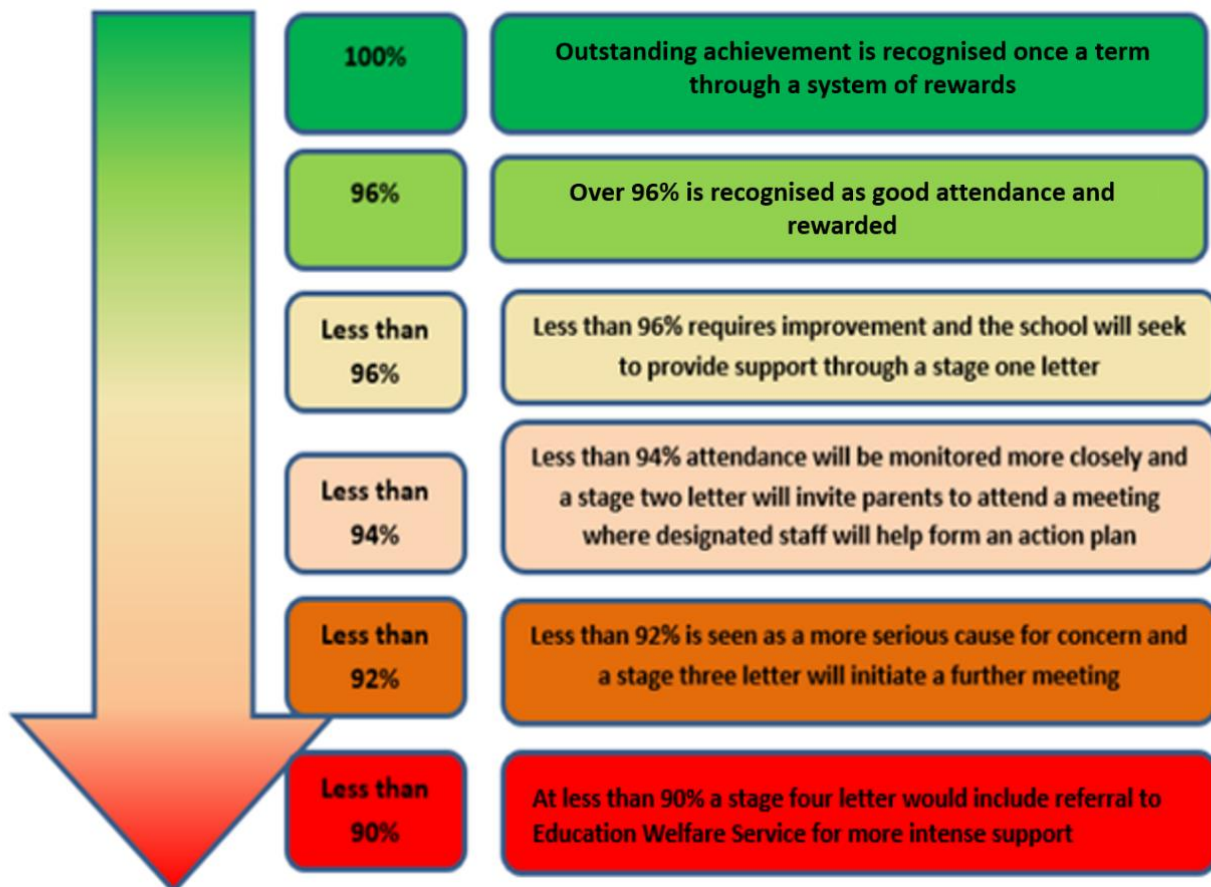 100%
Outstanding achievement is recognised once a term
through a system of rewards
96%
Over 96% is recognised as good attendance and
rewarded
Less than
96%
Less than 96% requires improvement and the school will seek
to provide support through a stage one letter
Less than
94%
Less than 94% attendance will be monitored more closely and
a stage two letter will invite parents to attend a meeting
where designated staff will help form an action plan
Less than
92%
Less than 92% is seen as a more serious cause for concern and
a stage three letter will initiate a further meeting
Less than
90%
At less than 90% a stage four letter would include referral to
Education Welfare Service for more intense support